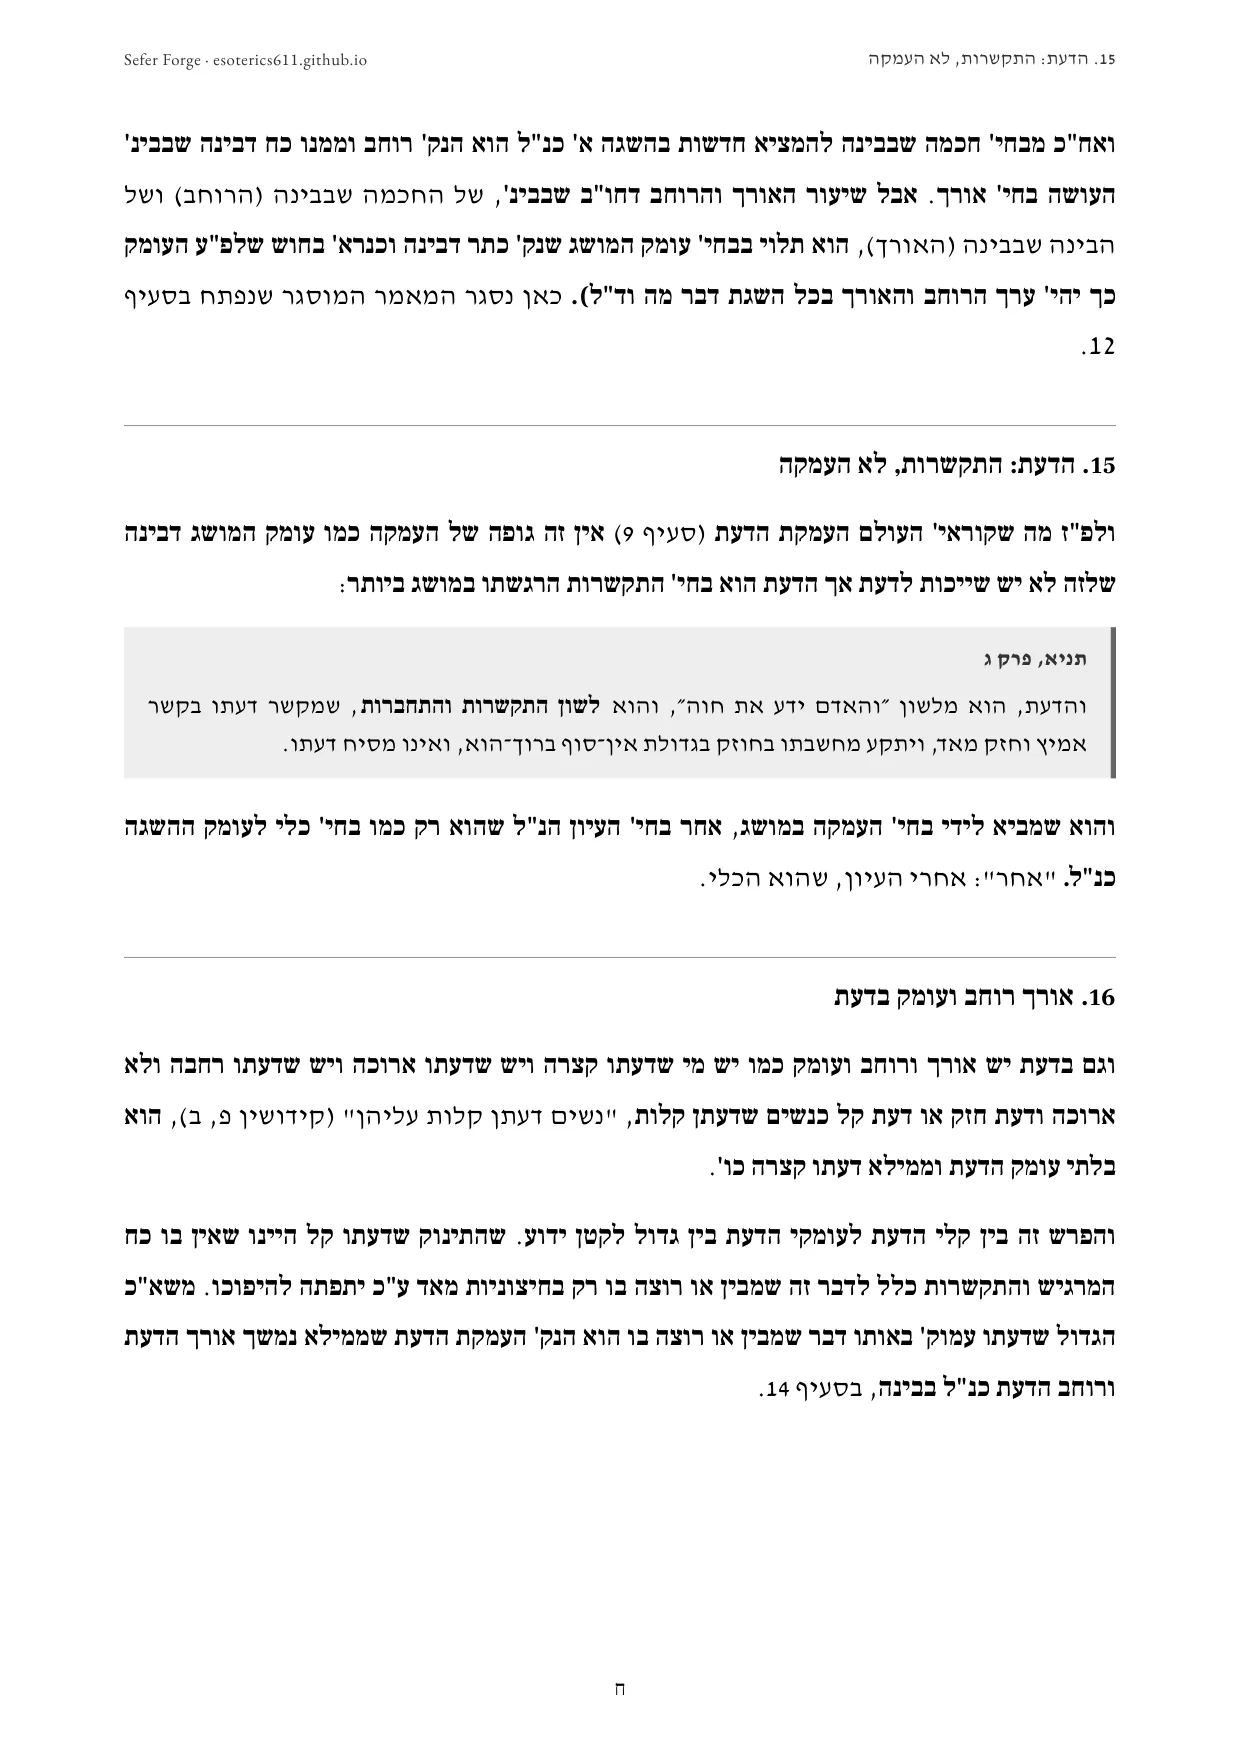 15. הדעת: התקשרות, לא העמקה
Sefer Forge · esoterics611.github.io
ואח"כ מבחי' חכמה שבבינה להמציא חדשות בהשגה א' כנ"ל הוא הנק' רוחב וממנו כח דבינה שבבינ'
העושה בחי' אורך. אבל שיעור האורך והרוחב דחו"ב שבבינ', של החכמה שבבינה (הרוחב) ושל
הבינה שבבינה (האורך), הוא תלוי בבחי' עומק המושג שנק' כתר דבינה וכנרא' בחוש שלפ"ע העומק
כך יהי' ערך הרוחב והאורך בכל השגת דבר מה וד"ל). כאן נסגר המאמר המוסגר שנפתח בסעיף
12.
15. הדעת: התקשרות, לא העמקה
ולפ"ז מה שקוראי' העולם העמקת הדעת (סעיף 9) אין זה גופה של העמקה כמו עומק המושג דבינה
שלזה לא יש שייכות לדעת אך הדעת הוא בחי' התקשרות הרגשתו במושג ביותר:
תניא, פרק ג
והדעת, הוא מלשון ״והאדם ידע את חוה״, והוא לשון התקשרות והתחברות, שמקשר דעתו בקשר
אמיץ וחזק מאד, ויתקע מחשבתו בחוזק בגדולת אין־סוף ברוך־הוא, ואינו מסיח דעתו.
והוא שמביא לידי בחי' העמקה במושג, אחר בחי' העיון הנ"ל שהוא רק כמו בחי' כלי לעומק ההשגה
כנ"ל. "אחר": אחרי העיון, שהוא הכלי.
16. אורך רוחב ועומק בדעת
וגם בדעת יש אורך ורוחב ועומק כמו יש מי שדעתו קצרה ויש שדעתו ארוכה ויש שדעתו רחבה ולא
ארוכה ודעת חזק או דעת קל כנשים שדעתן קלות, "נשים דעתן קלות עליהן" (קידושין פ, ב), הוא
בלתי עומק הדעת וממילא דעתו קצרה כו'.
והפרש זה בין קלי הדעת לעומקי הדעת בין גדול לקטן ידוע. שהתינוק שדעתו קל היינו שאין בו כח
המרגיש והתקשרות כלל לדבר זה שמבין או רוצה בו רק בחיצוניות מאד ע"כ יתפתה להיפוכו. משא"כ
הגדול שדעתו עמוק' באותו דבר שמבין או רוצה בו הוא הנק' העמקת הדעת שממילא נמשך אורך הדעת
ורוחב הדעת כנ"ל בבינה, בסעיף 14.
ח